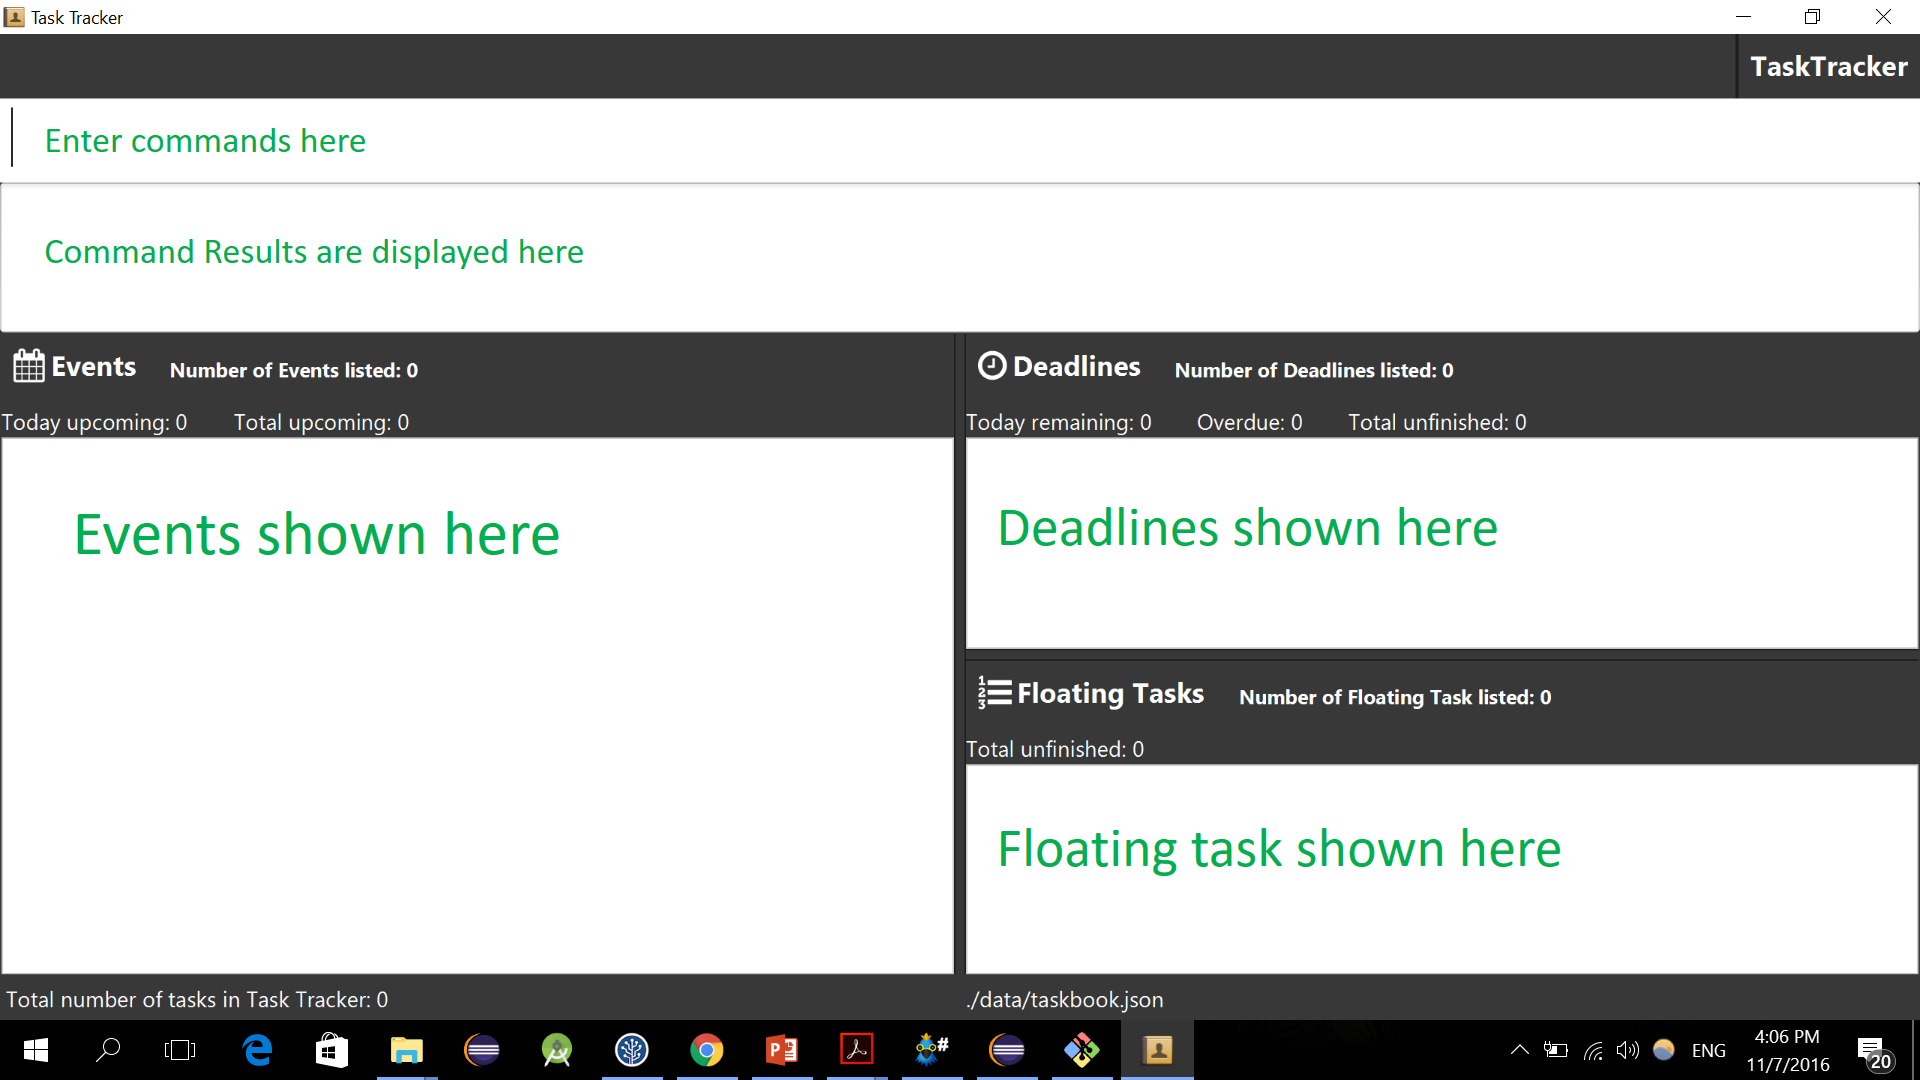 Task Tracker
TaskTracker
Enter commands here
Command Results are displayed here
Events Number of Events listed: 0
Today upcoming: 0 Total upcoming: 0
Events shown here
Deadlines Number of Deadlines listed: 0
Today remaining: 0 Overdue: 0 Total unfinished: 0
Deadlines shown here
1
2
3
Floating Tasks Number of Floating Task listed: 0
Total unfinished: 0
Floating task shown here
Total number of tasks in Task Tracker: 0
./data/taskbook.json
#
ENG
4:06 PM
11/7/2016
20